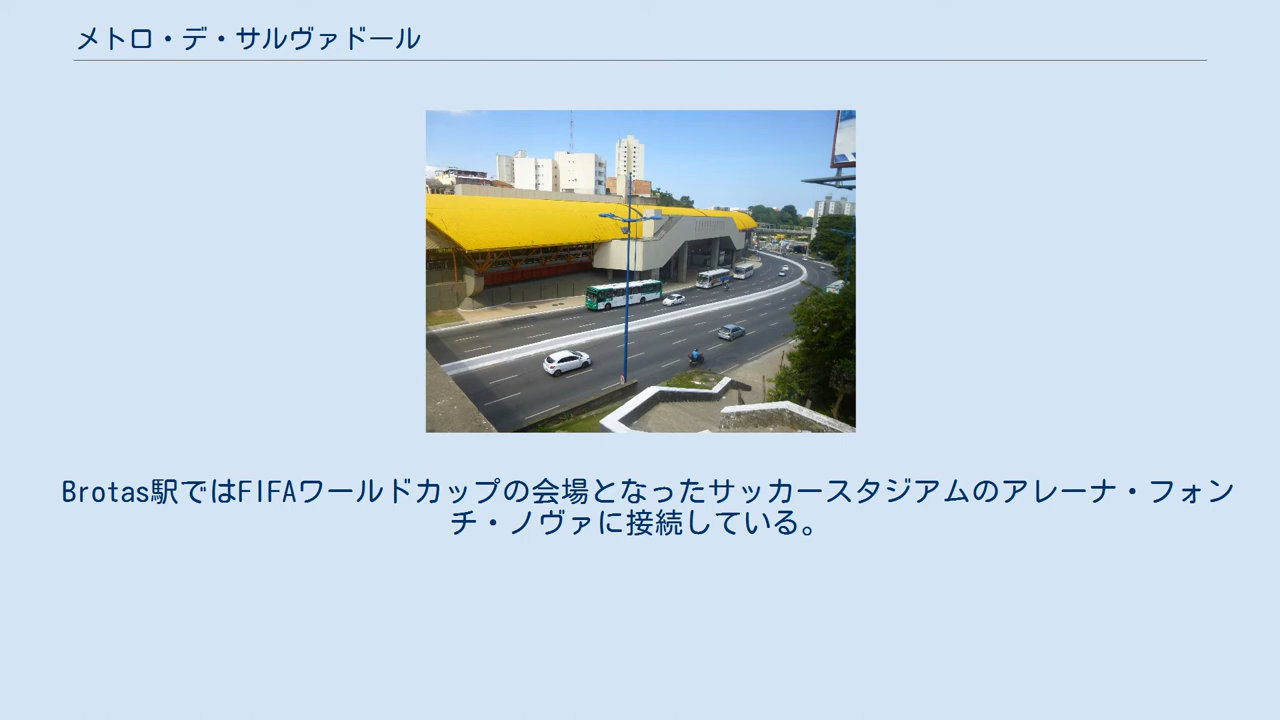 メトロ・デ・サルヴァドール
Brotas駅ではFIFAワールドカップの会場となったサッカースタジアムのアレーナ・フォン
チ・ノヴァに接続している。